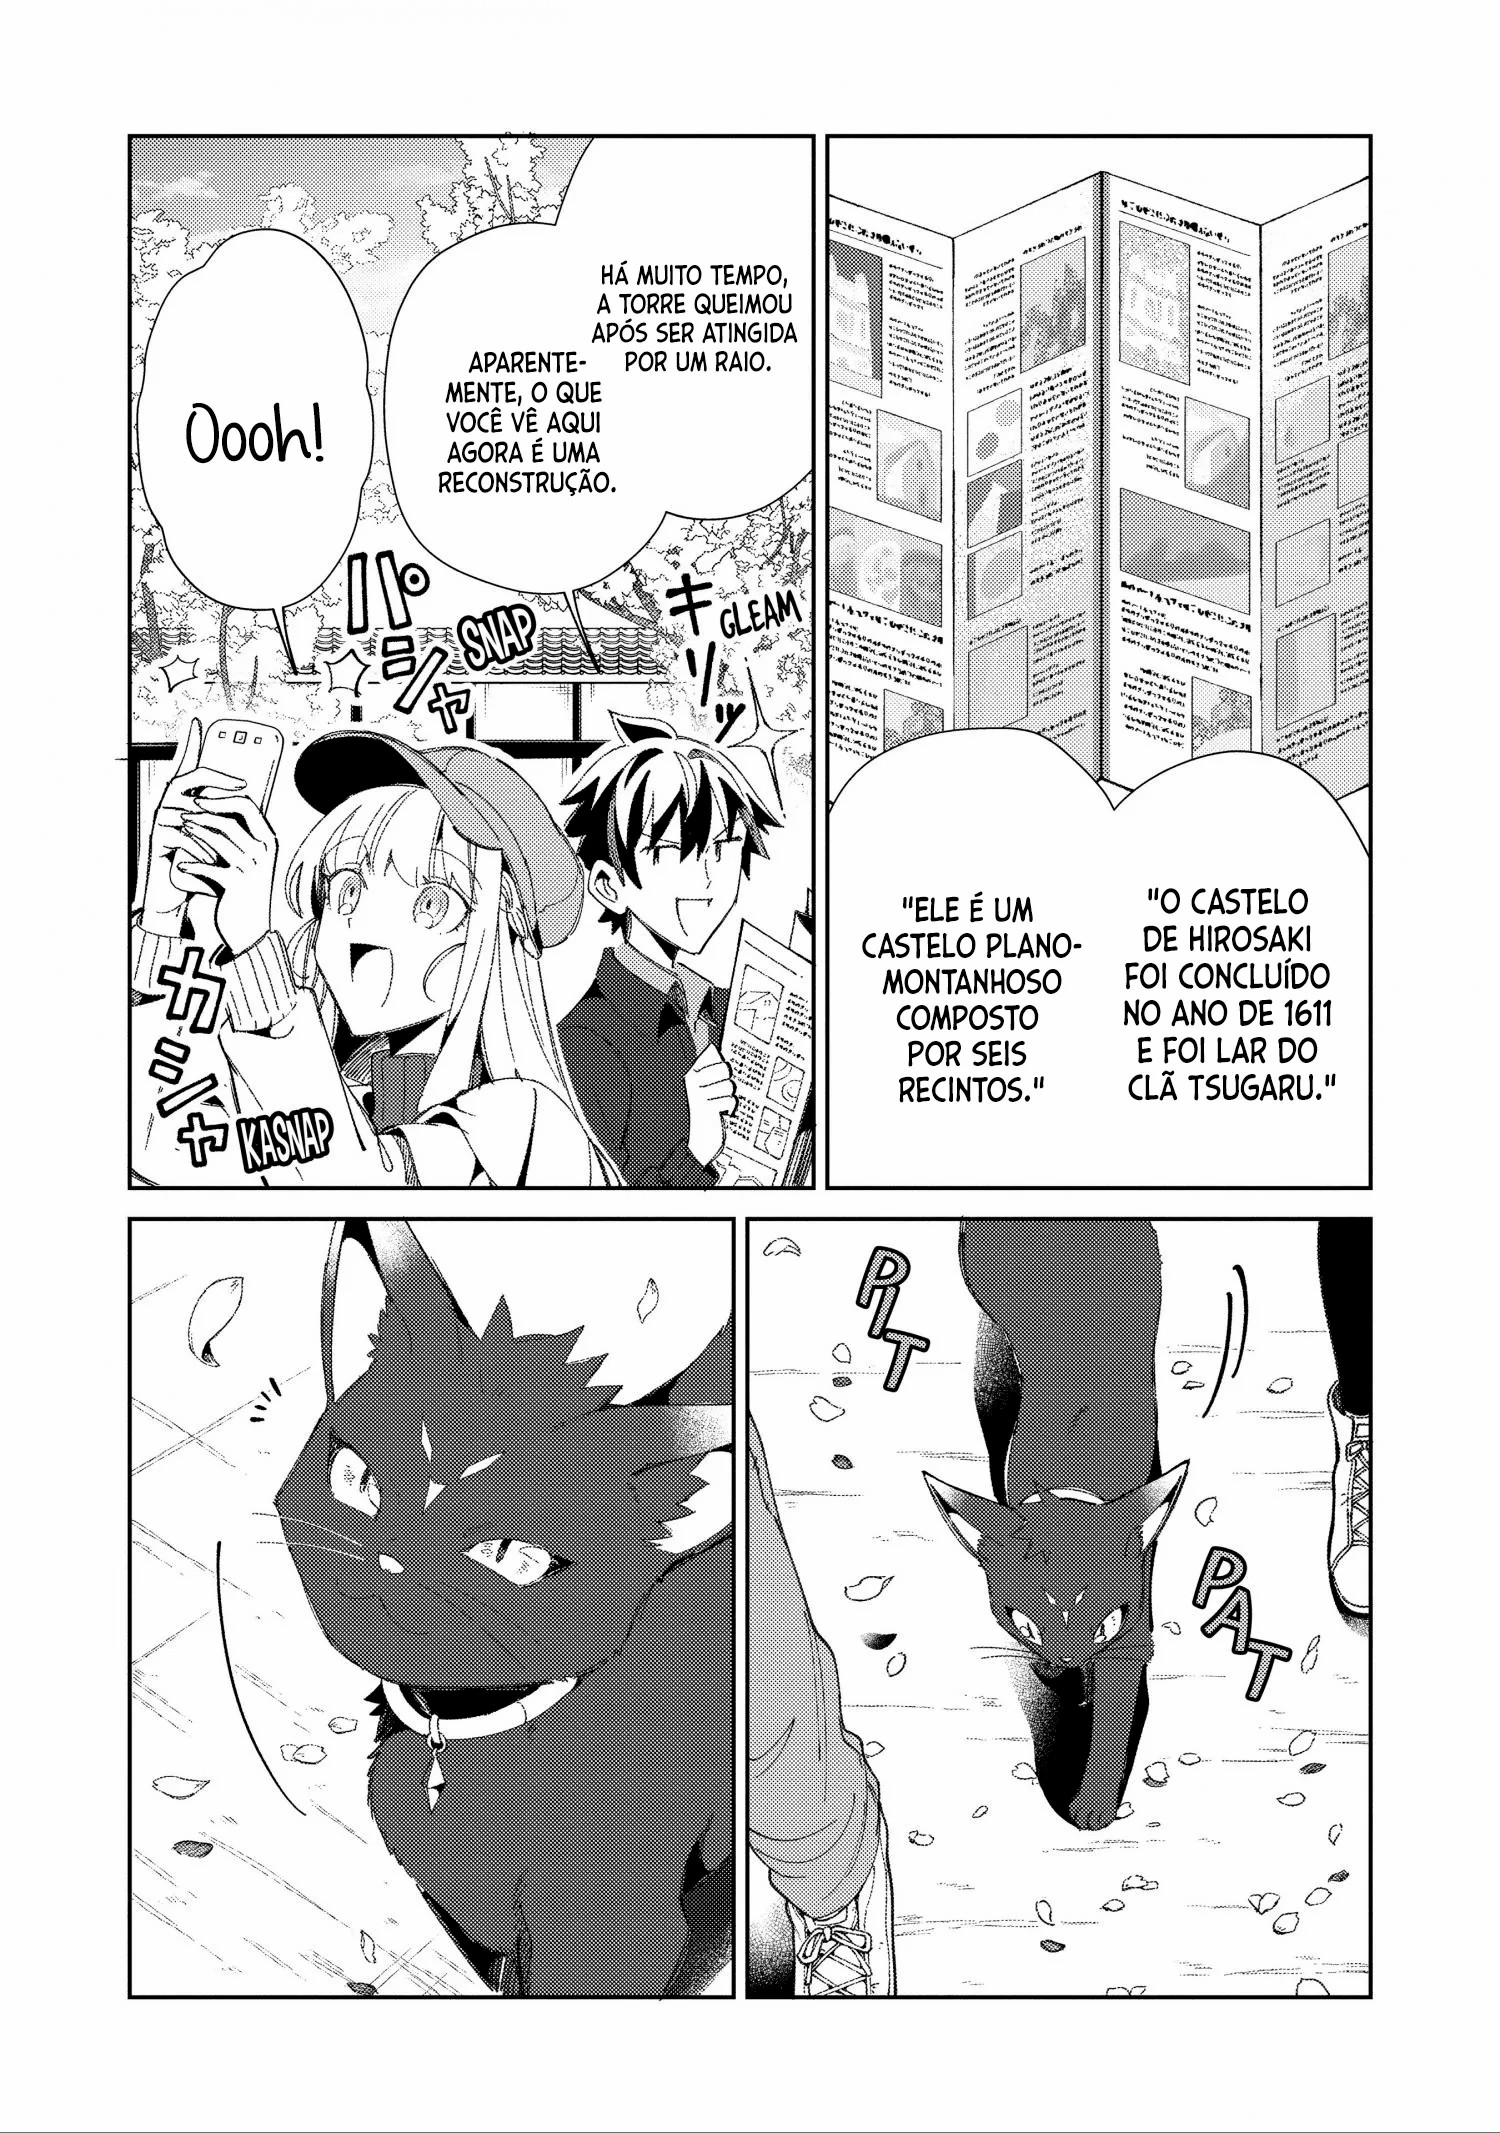 "O CASTELO
DE HIROSAKI
FOI CONCLUÍDO
NO ANO DE 1611
E FOI LAR DO
CLÃ TSUGARU."
"ELE É UM
CASTELO PLANO-
MONTANHOSO
COMPOSTO
POR SEIS
RECINTOS."
HÁ MUITO TEMPO,
A TORRE QUEIMOU
APÓS SER ATINGIDA
POR UM RAIO.
APARENTE-
MENTE, O QUE
VOCÊ VÊ AQUI
AGORA É UMA
RECONSTRUÇÃO.
Oooh!
キリッ
GLEAM
パシャ
SNAP
カシャ
KASNAP
PIT
PAT